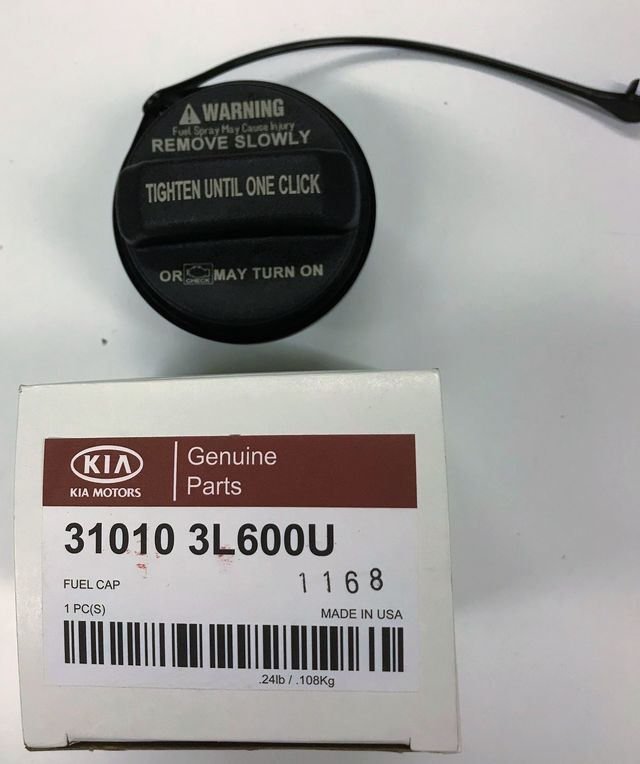 WARNING
Fuel Spray May Cause Injury
REMOVE SLOWLY
TIGHTEN UNTIL ONE CLICK
OR CHECK MAY TURN ON
KIA
KIA MOTORS
Genuine
Parts
31010 3L600U
FUEL CAP
1168
1 PC(S)
MADE IN USA
.24lb / .108Kg